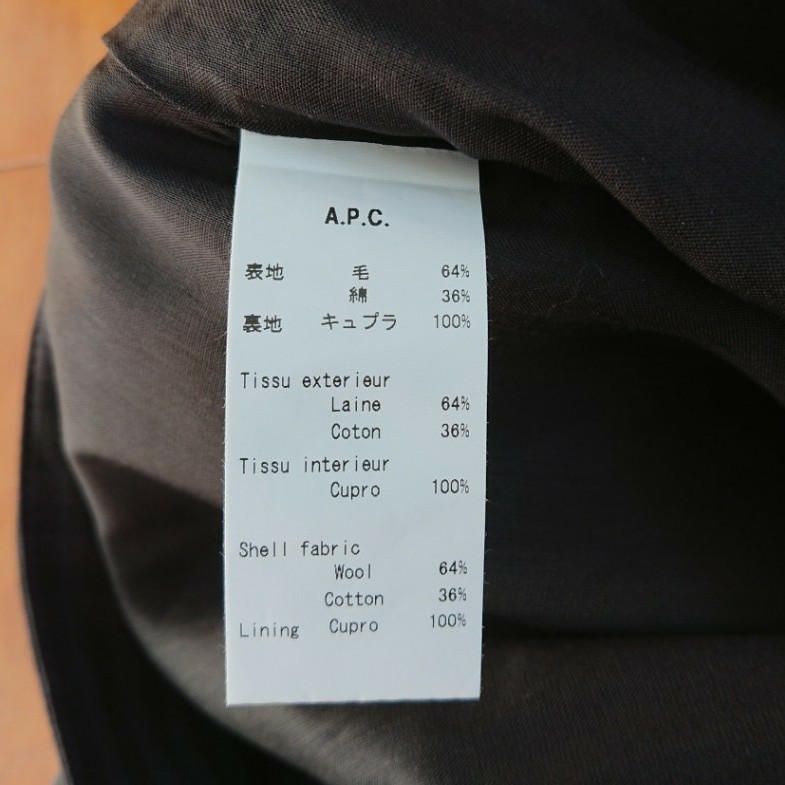 A.P.C.
表地 毛 64%
綿 36%
裏地 キュプラ 100%
Tissu exterieur
Laine 64%
Coton 36%
Tissu interieur
Cupro 100%
Shell fabric
Wool 64%
Cotton 36%
Lining Cupro 100%